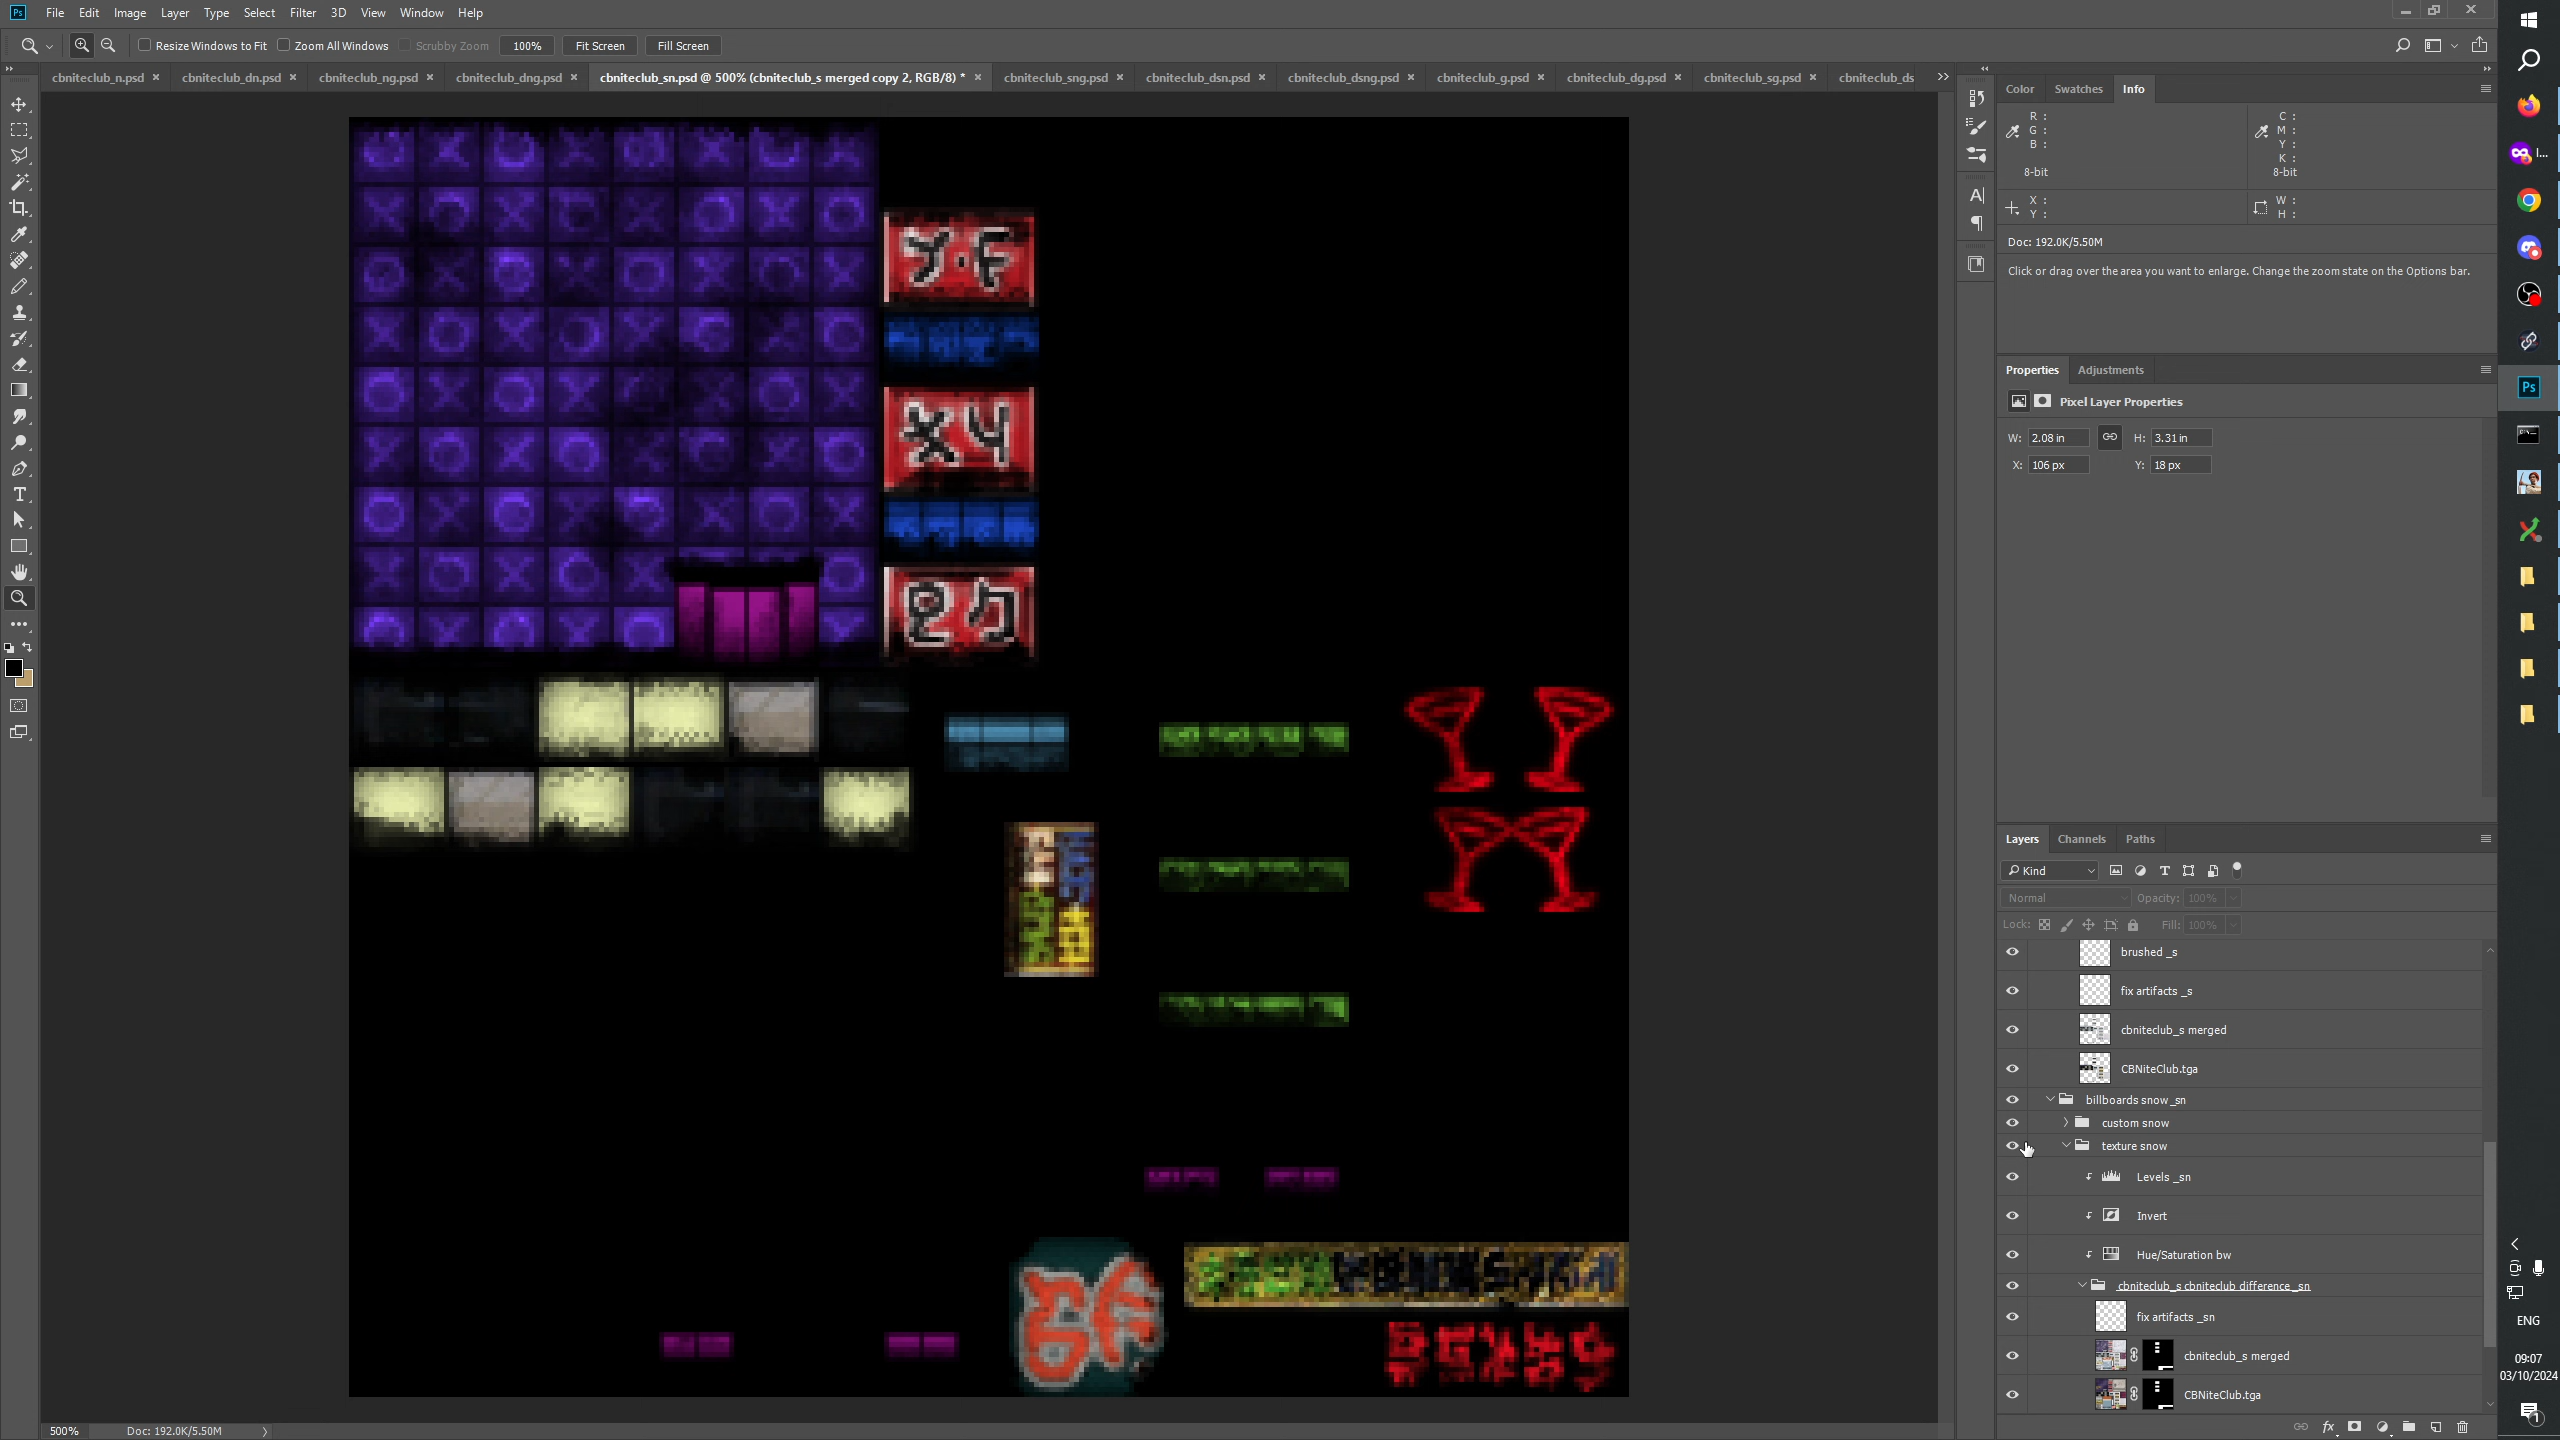 Ps File Edit Image Layer Type Select Filter 3D View Window Help
Resize Windows to Fit Zoom All Windows Scrubby Zoom 100% Fit Screen Fill Screen
cbniteclub_n.psd × cbniteclub_dn.psd × cbniteclub_ng.psd × cbniteclub_dng.psd × cbniteclub_sn.psd @ 500% (cbniteclub_s merged copy 2, RGB/8) * × cbniteclub_sng.psd × cbniteclub_dsn.psd × cbniteclub_dsng.psd × cbniteclub_g.psd × cbniteclub_dg.psd × cbniteclub_sg.psd × cbniteclub_ds
Color Swatches Info
R :
G :
B :
8-bit
C :
M :
Y :
K :
8-bit
X :
Y :
W :
H :
Doc: 192.0K/5.50M
Click or drag over the area you want to enlarge. Change the zoom state on the Options bar.
Properties Adjustments
Pixel Layer Properties
W: 2.08 in H: 3.31 in
X: 106 px Y: 18 px
Layers Channels Paths
Kind
Normal Opacity: 100%
Lock: Fill: 100%
brushed _s
fix artifacts _s
cbniteclub_s merged
CBNiteClub.tga
billboards snow _sn
custom snow
texture snow
Levels _sn
Invert
Hue/Saturation bw
cbniteclub_s cbniteclub difference _sn
fix artifacts _sn
cbniteclub_s merged
CBNiteClub.tga
fx
500% Doc: 192.0K/5.50M
I...
Ps
ENG
09:07
03/10/2024
1